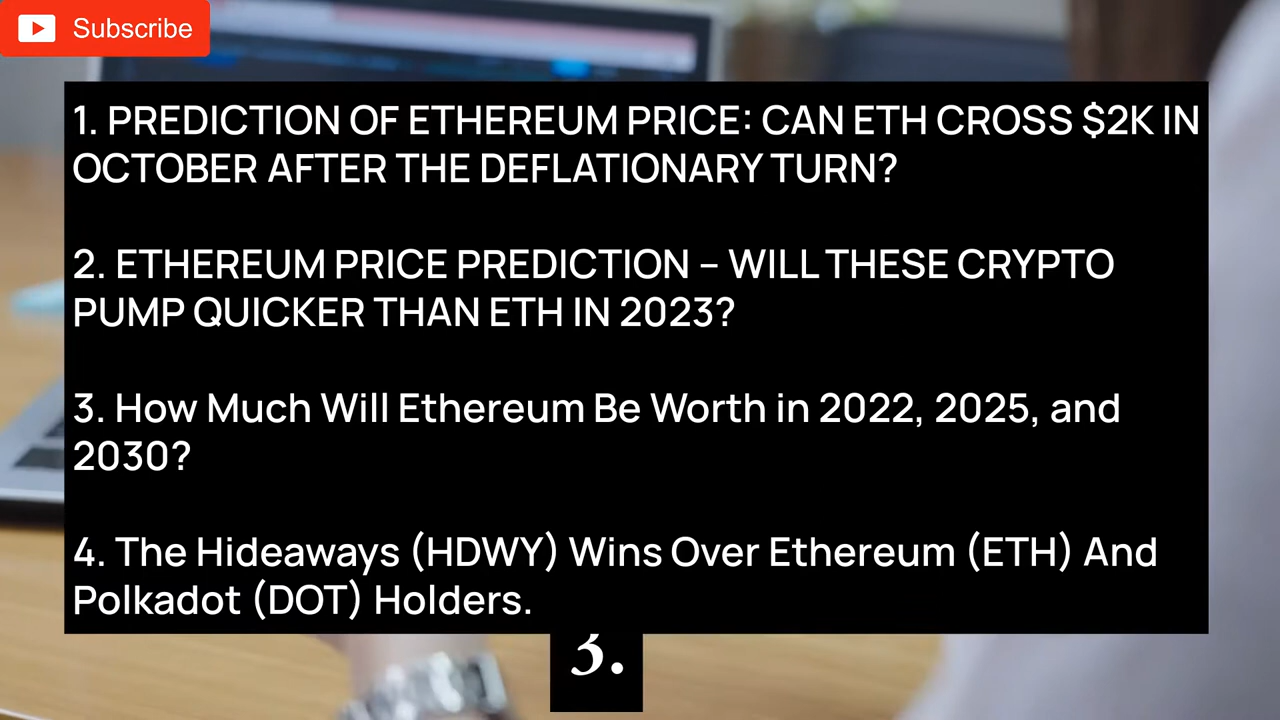 Subscribe
1. PREDICTION OF ETHEREUM PRICE: CAN ETH CROSS $2K IN
OCTOBER AFTER THE DEFLATIONARY TURN?
2. ETHEREUM PRICE PREDICTION – WILL THESE CRYPTO
PUMP QUICKER THAN ETH IN 2023?
3. How Much Will Ethereum Be Worth in 2022, 2025, and
2030?
4. The Hideaways (HDWY) Wins Over Ethereum (ETH) And
Polkadot (DOT) Holders.
3.